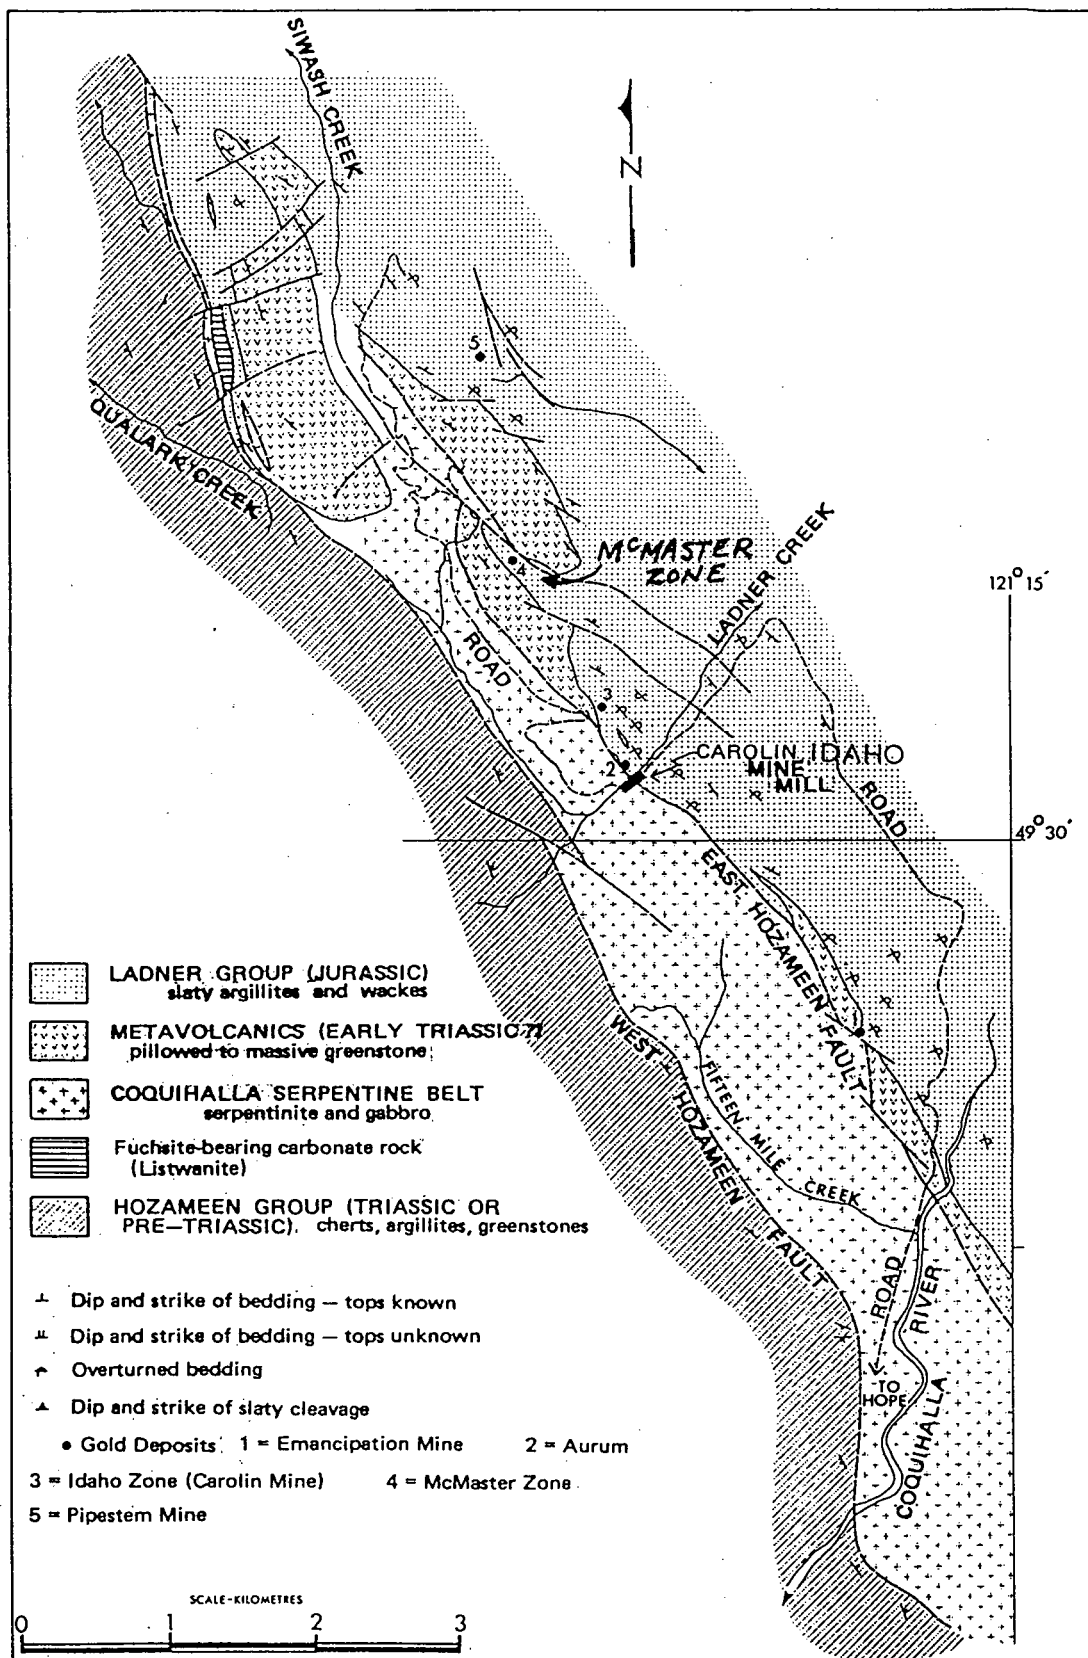 SIWASH CREEK
N
5
QUALARK CREEK
4
McMASTER
ZONE
LADNER CREEK
121° 15′
ROAD
3
2
CAROLIN IDAHO
MINE
MILL
ROAD
49° 30′
EAST HOZAMEEN FAULT
WEST HOZAMEEN FAULT
FIFTEEN MILE CREEK
ROAD
TO
HOPE
COQUIHALLA RIVER
LADNER GROUP (JURASSIC)
slaty argillites and wackes
METAVOLCANICS (EARLY TRIASSIC?)
pillowed to massive greenstone
COQUIHALLA SERPENTINE BELT
serpentinite and gabbro
Fuchsite-bearing carbonate rock
(Listwanite)
HOZAMEEN GROUP (TRIASSIC OR
PRE-TRIASSIC). cherts, argillites, greenstones
Dip and strike of bedding — tops known
Dip and strike of bedding — tops unknown
Overturned bedding
Dip and strike of slaty cleavage
● Gold Deposits 1 = Emancipation Mine 2 = Aurum
3 = Idaho Zone (Carolin Mine) 4 = McMaster Zone
5 = Pipestem Mine
SCALE-KILOMETRES
0 1 2 3